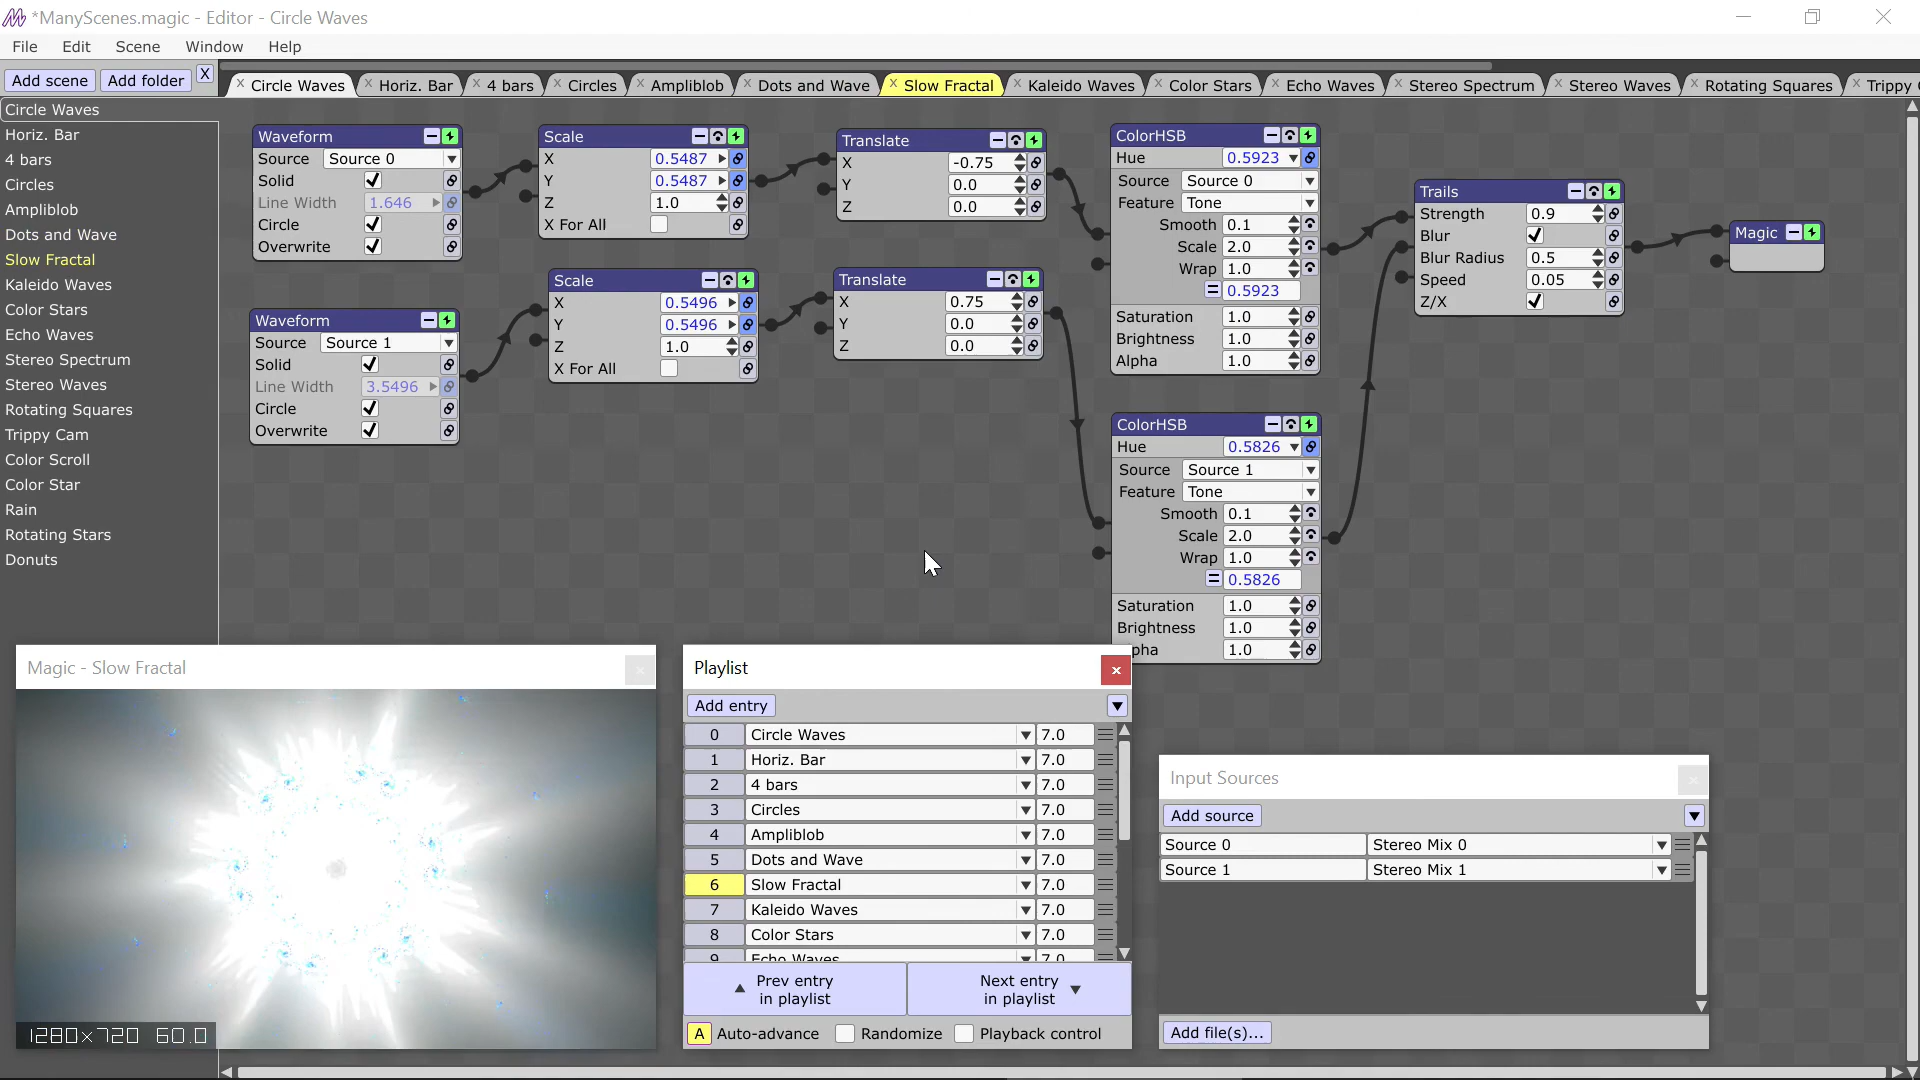 *ManyScenes.magic - Editor - Circle Waves
File Edit Scene Window Help
Add scene Add folder X
x Circle Waves x Horiz. Bar x 4 bars x Circles x Ampliblob x Dots and Wave x Slow Fractal x Kaleido Waves x Color Stars x Echo Waves x Stereo Spectrum x Stereo Waves x Rotating Squares x Trippy
Circle Waves
Horiz. Bar
4 bars
Circles
Ampliblob
Dots and Wave
Slow Fractal
Kaleido Waves
Color Stars
Echo Waves
Stereo Spectrum
Stereo Waves
Rotating Squares
Trippy Cam
Color Scroll
Color Star
Rain
Rotating Stars
Donuts
Waveform
Source Source 0
Solid
Line Width 1.646
Circle
Overwrite
Waveform
Source Source 1
Solid
Line Width 3.5496
Circle
Overwrite
Scale
X 0.5487
Y 0.5487
Z 1.0
X For All
Scale
X 0.5496
Y 0.5496
Z 1.0
X For All
Translate
X -0.75
Y 0.0
Z 0.0
Translate
X 0.75
Y 0.0
Z 0.0
ColorHSB
Hue 0.5923
Source Source 0
Feature Tone
Smooth 0.1
Scale 2.0
Wrap 1.0
= 0.5923
Saturation 1.0
Brightness 1.0
Alpha 1.0
ColorHSB
Hue 0.5826
Source Source 1
Feature Tone
Smooth 0.1
Scale 2.0
Wrap 1.0
= 0.5826
Saturation 1.0
Brightness 1.0
pha 1.0
Trails
Strength 0.9
Blur
Blur Radius 0.5
Speed 0.05
Z/X
Magic
Magic - Slow Fractal
1280x720 60.0
Playlist
Add entry
0 Circle Waves 7.0
1 Horiz. Bar 7.0
2 4 bars 7.0
3 Circles 7.0
4 Ampliblob 7.0
5 Dots and Wave 7.0
6 Slow Fractal 7.0
7 Kaleido Waves 7.0
8 Color Stars 7.0
9 Echo Waves 7.0
Prev entry
in playlist
Next entry
in playlist
A Auto-advance Randomize Playback control
Input Sources
Add source
Source 0 Stereo Mix 0
Source 1 Stereo Mix 1
Add file(s)...